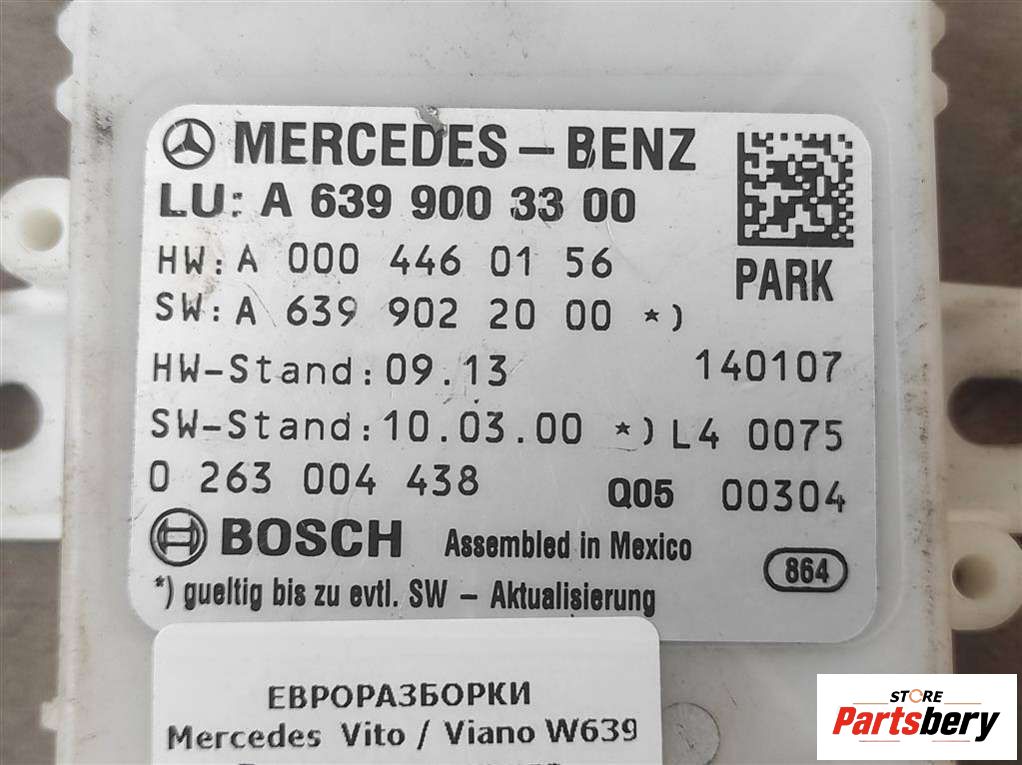 MERCEDES-BENZ
LU: A 639 900 33 00
HW: A 000 446 01 56
PARK
SW: A 639 902 20 00 *)
HW-Stand: 09.13 140107
SW-Stand: 10.03.00 *) L4 0075
0 263 004 438 Q05 00304
BOSCH Assembled in Mexico
864
*) gueltig bis zu evtl. SW - Aktualisierung
ЕВРОРАЗБОРКИ
Mercedes Vito / Viano W639
STORE
Partsbery